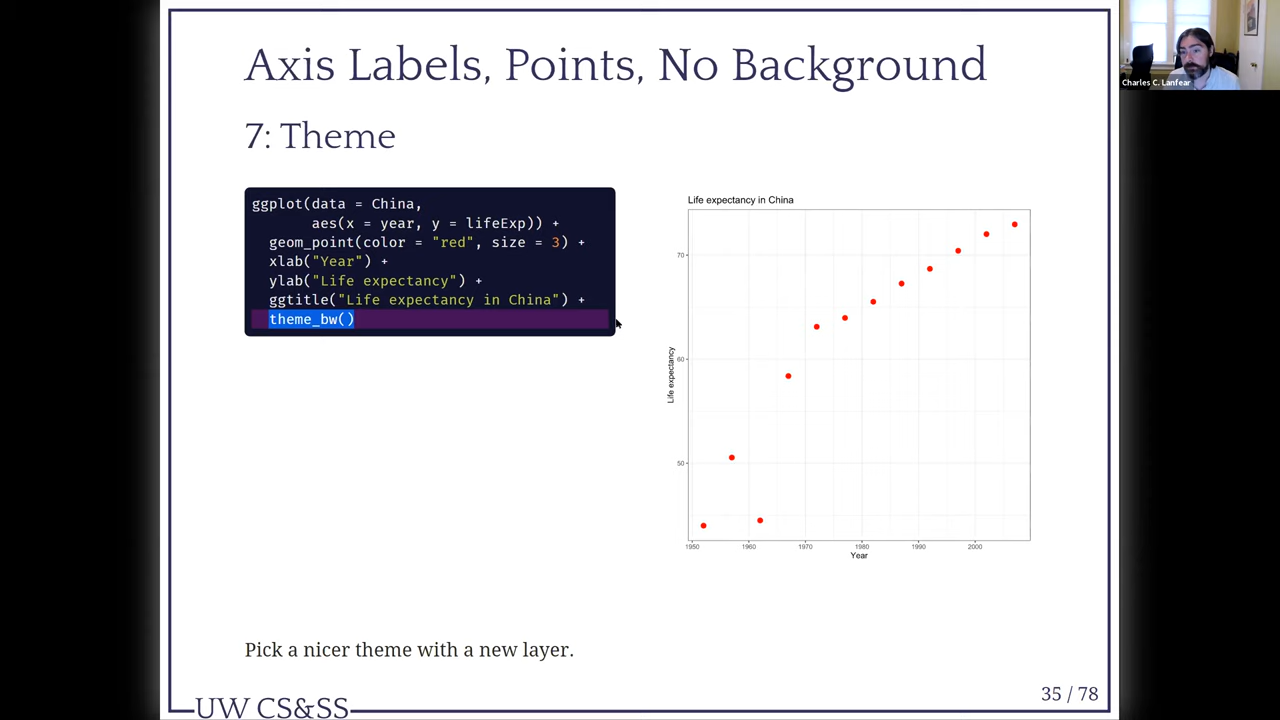 Axis Labels, Points, No Background
7: Theme
ggplot(data = China,
aes(x = year, y = lifeExp)) +
geom_point(color = "red", size = 3) +
xlab("Year") +
ylab("Life expectancy") +
ggtitle("Life expectancy in China") +
theme_bw()
Life expectancy in China
70
60
50
Life expectancy
1950 1960 1970 1980 1990 2000
Year
Pick a nicer theme with a new layer.
UW CS&SS
35 / 78
Charles C. Lanfear